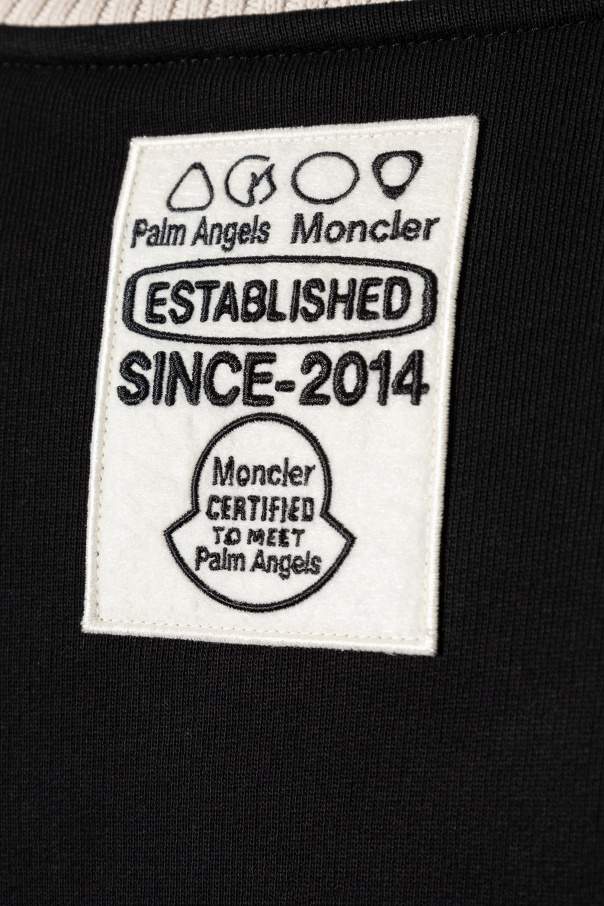 Palm Angels Moncler
ESTABLISHED
SINCE-2014
Moncler
CERTIFIED
TO MEET
Palm Angels